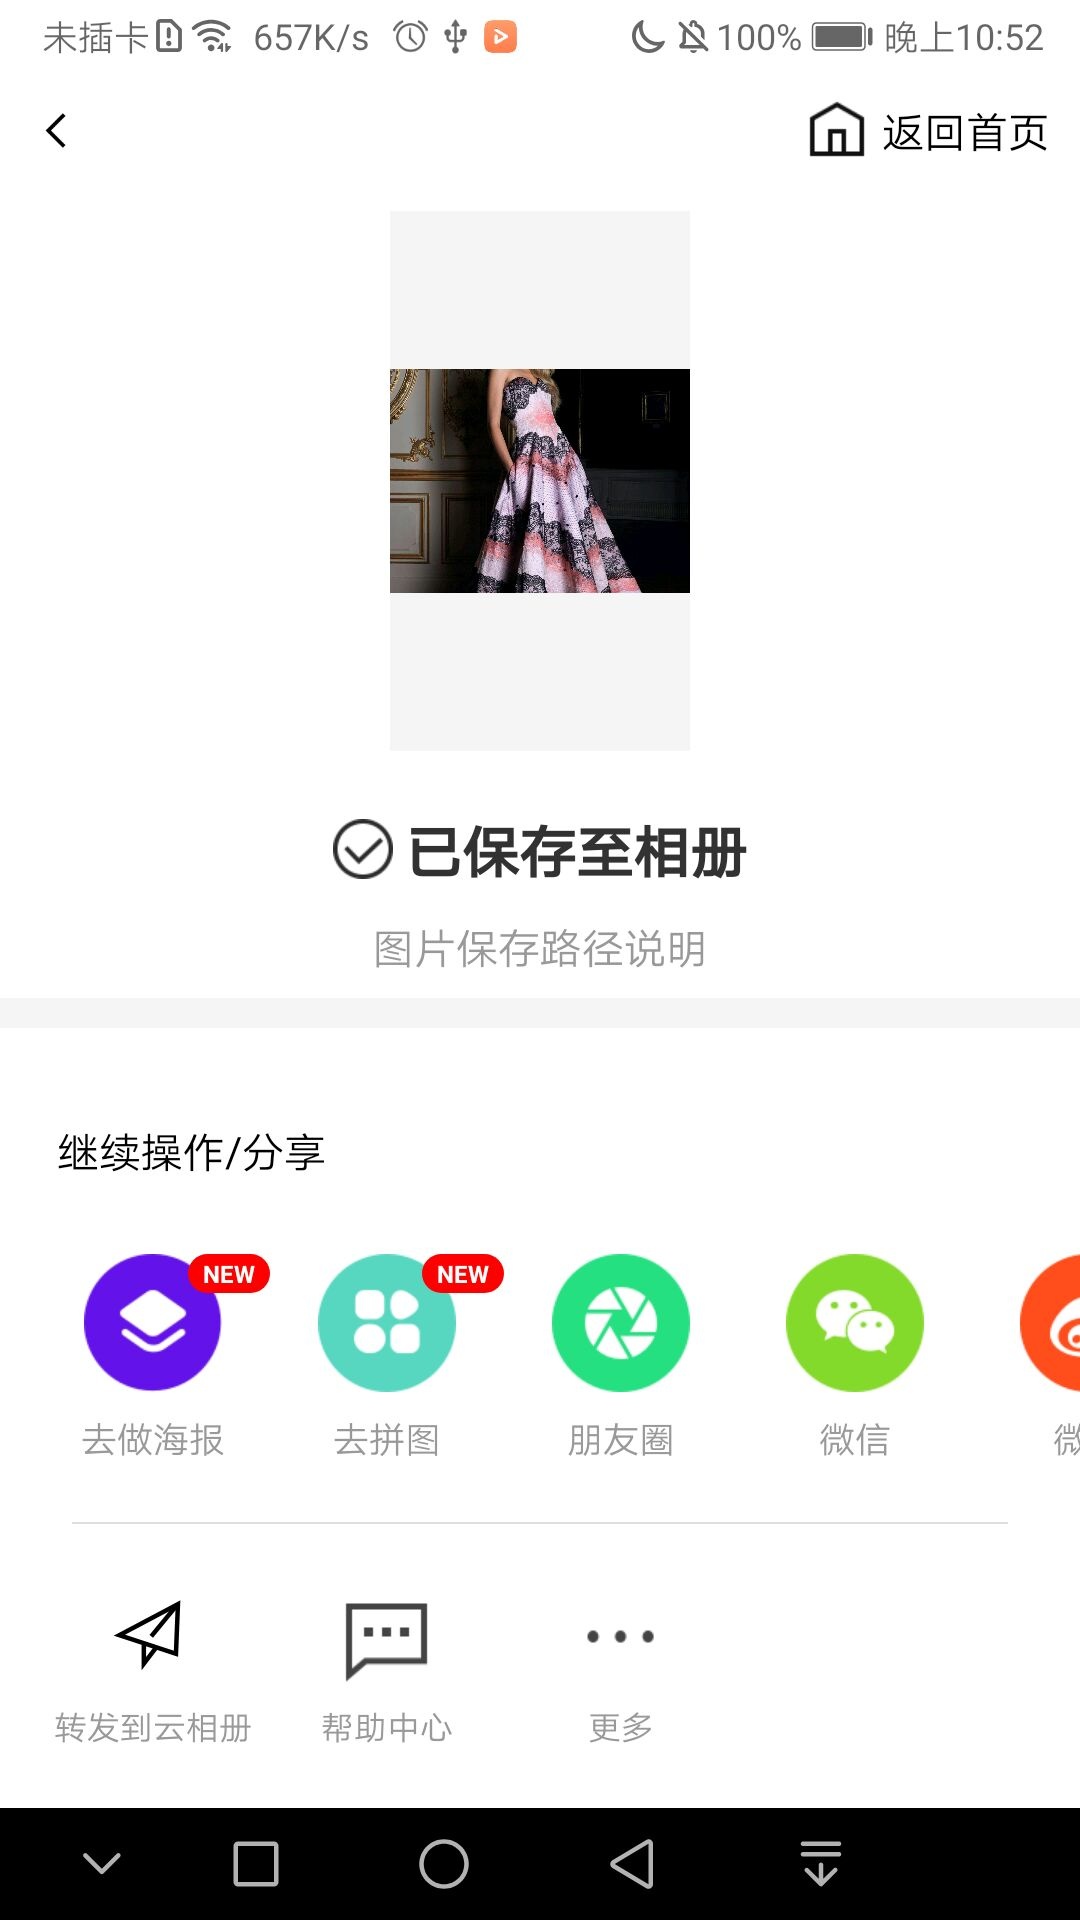 未插卡 657K/s 100% 晚上10:52
返回首页
已保存至相册
图片保存路径说明
继续操作/分享
NEW NEW
去做海报 去拼图 朋友圈 微信 微
转发到云相册 帮助中心 更多